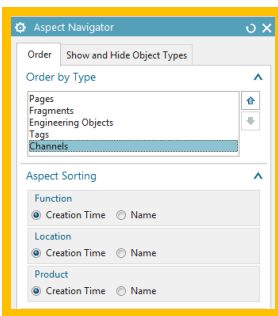 Aspect Navigator
Order Show and Hide Object Types
Order by Type
Pages
Fragments
Engineering Objects
Tags
Channels
Aspect Sorting
Function
Creation Time Name
Location
Creation Time Name
Product
Creation Time Name